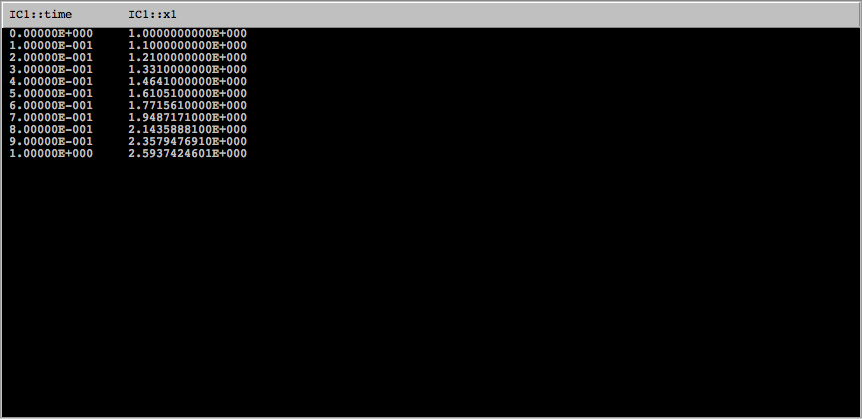 IC1::time IC1::x1
0.00000E+000 1.0000000000E+000
1.00000E-001 1.1000000000E+000
2.00000E-001 1.2100000000E+000
3.00000E-001 1.3310000000E+000
4.00000E-001 1.4641000000E+000
5.00000E-001 1.6105100000E+000
6.00000E-001 1.7715610000E+000
7.00000E-001 1.9487171000E+000
8.00000E-001 2.1435888100E+000
9.00000E-001 2.3579476910E+000
1.00000E+000 2.5937424601E+000